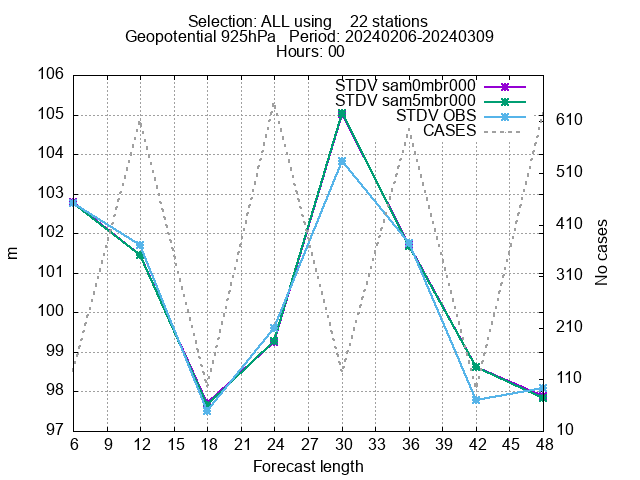 Selection: ALL using    22 stations
Geopotential 925hPa   Period: 20240206-20240309
Hours: 00
STDV sam0mbr000
STDV sam5mbr000
STDV OBS
CASES
106
105
104
103
102
101
100
99
98
97
m
610
510
410
310
210
110
10
No cases
6 9 12 15 18 21 24 27 30 33 36 39 42 45 48
Forecast length